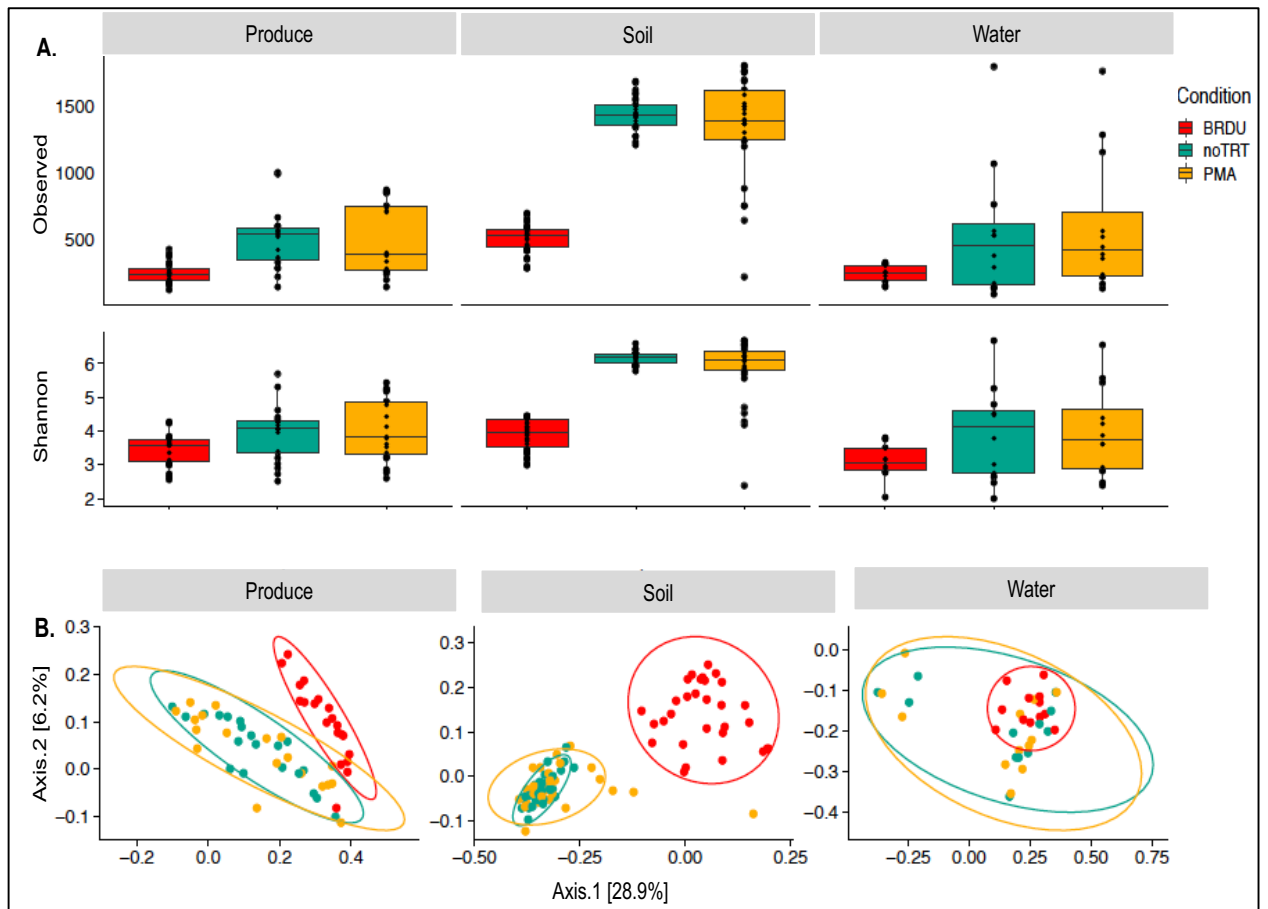 A.
Produce
Soil
Water
Observed
1500
1000
500
Condition
BRDU
noTRT
PMA
Shannon
6
5
4
3
2
Produce
Soil
Water
B.
Axis.2 [6.2%]
0.3
0.2
0.1
0.0
−0.1
−0.2
0.0
0.2
0.4
0.3
0.2
0.1
0.0
−0.1
−0.50
−0.25
0.00
0.25
0.0
−0.1
−0.2
−0.3
−0.4
−0.25
0.00
0.25
0.50
0.75
Axis.1 [28.9%]